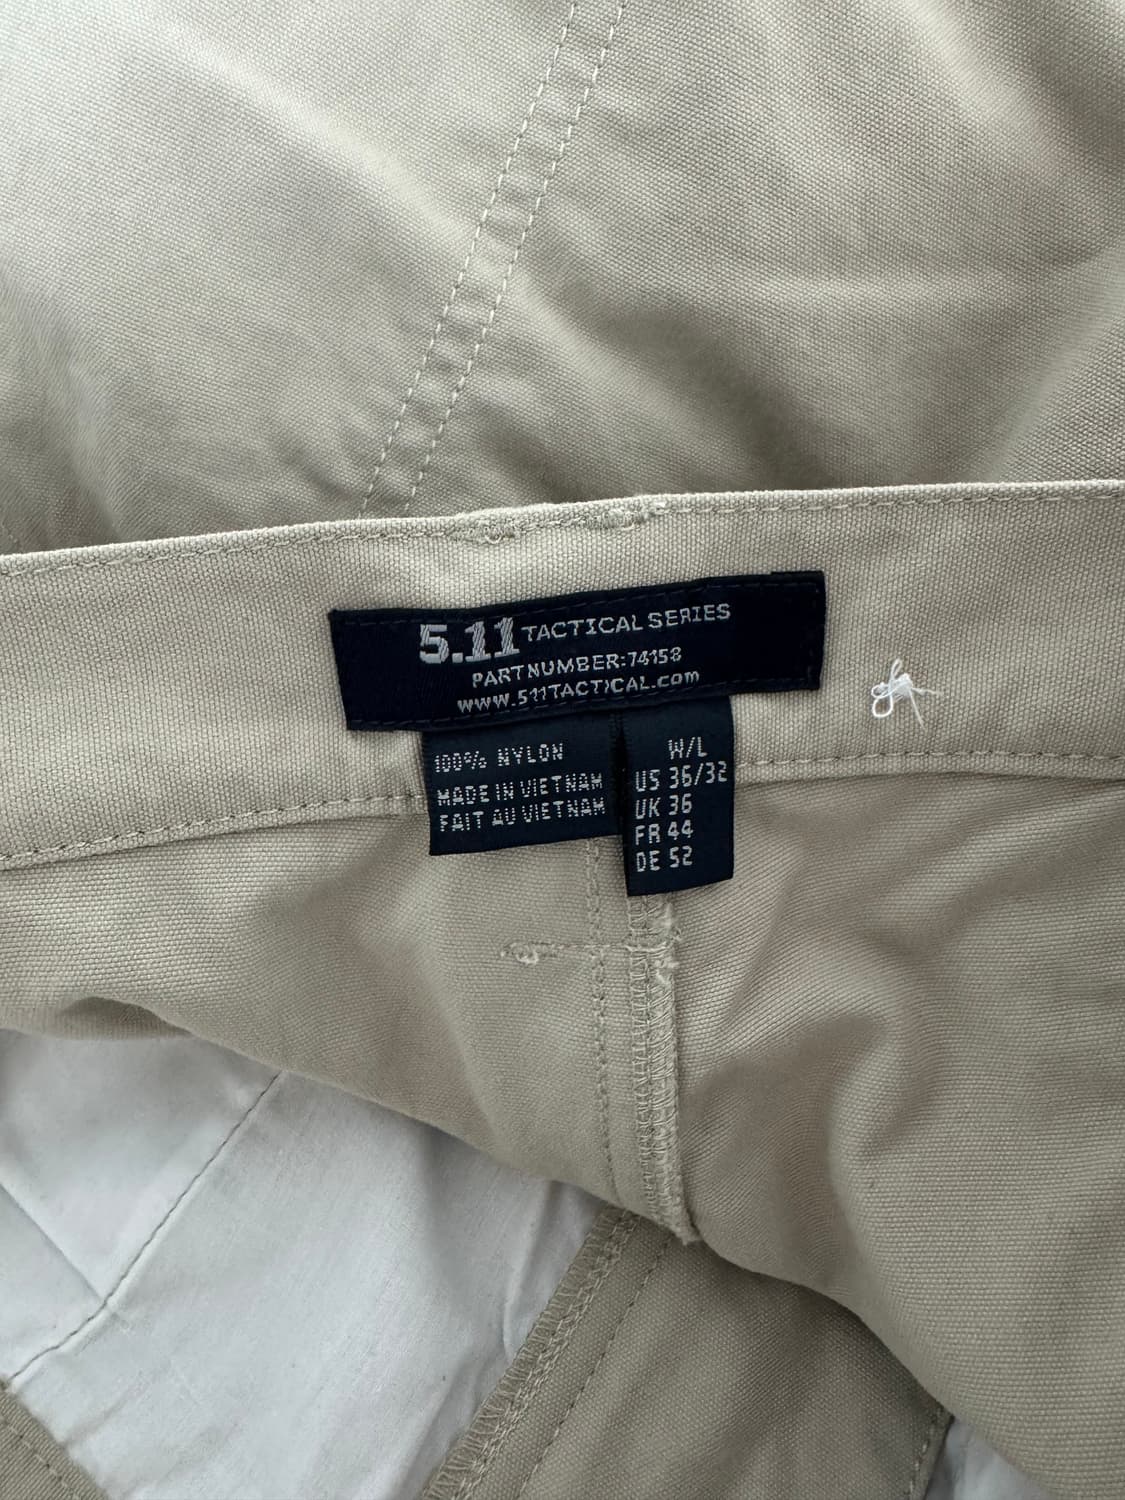 5.11 TACTICAL SERIES
PART NUMBER: 74158
www.511TACTICAL.com
100% NYLON
MADE IN VIETNAM
FAIT AU VIETNAM
W/L
US 36/32
UK 36
FR 44
DE 52